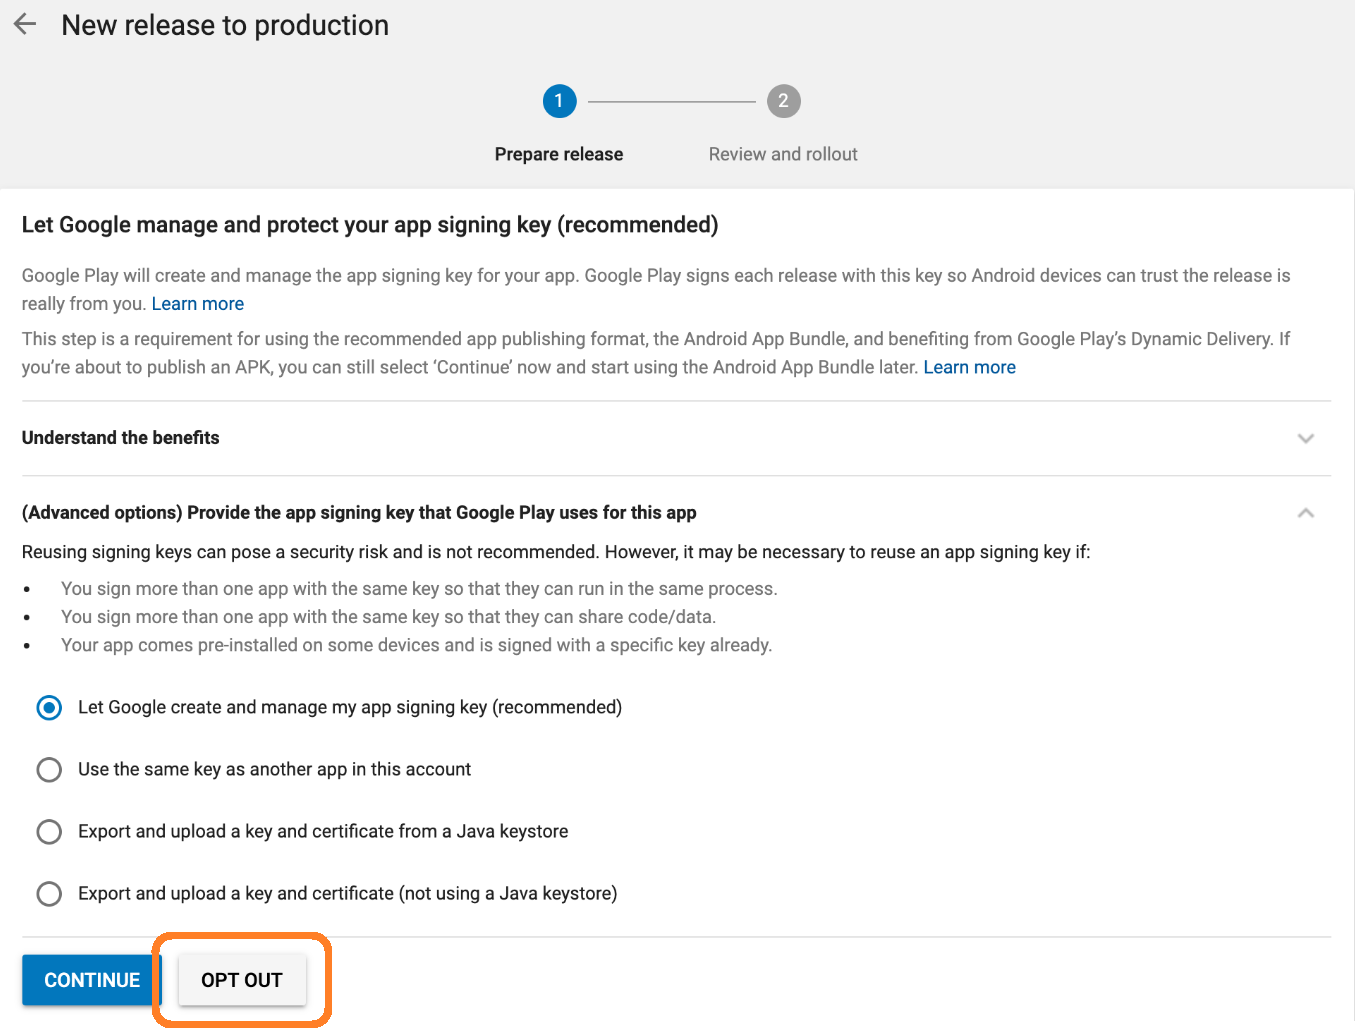 New release to production
1
2
Prepare release
Review and rollout
Let Google manage and protect your app signing key (recommended)
Google Play will create and manage the app signing key for your app. Google Play signs each release with this key so Android devices can trust the release is
really from you. Learn more
This step is a requirement for using the recommended app publishing format, the Android App Bundle, and benefiting from Google Play’s Dynamic Delivery. If
you’re about to publish an APK, you can still select ‘Continue’ now and start using the Android App Bundle later. Learn more
Understand the benefits
(Advanced options) Provide the app signing key that Google Play uses for this app
Reusing signing keys can pose a security risk and is not recommended. However, it may be necessary to reuse an app signing key if:
• You sign more than one app with the same key so that they can run in the same process.
• You sign more than one app with the same key so that they can share code/data.
• Your app comes pre-installed on some devices and is signed with a specific key already.
Let Google create and manage my app signing key (recommended)
Use the same key as another app in this account
Export and upload a key and certificate from a Java keystore
Export and upload a key and certificate (not using a Java keystore)
CONTINUE
OPT OUT